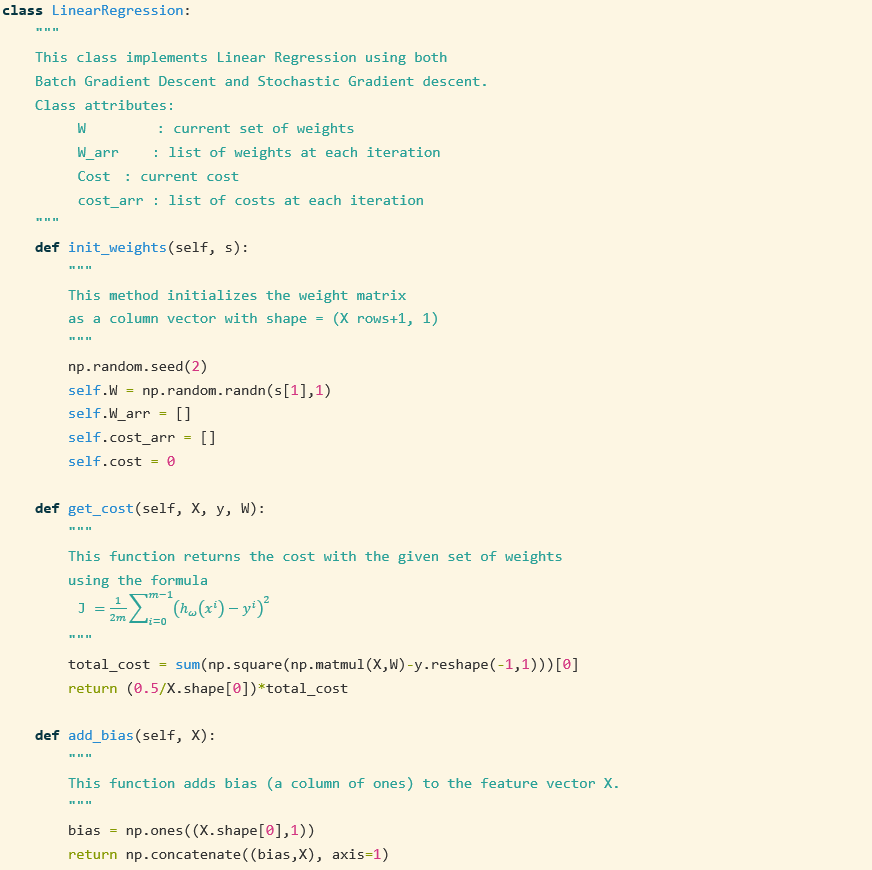 class LinearRegression:
    """
    This class implements Linear Regression using both
    Batch Gradient Descent and Stochastic Gradient descent.
    Class attributes:
         W         : current set of weights
         W_arr    : list of weights at each iteration
         Cost  : current cost
         cost_arr : list of costs at each iteration
    """
    def init_weights(self, s):
        """
        This method initializes the weight matrix
        as a column vector with shape = (X rows+1, 1)
        """
        np.random.seed(2)
        self.W = np.random.randn(s[1],1)
        self.W_arr = []
        self.cost_arr = []
        self.cost = 0

    def get_cost(self, X, y, W):
        """
        This function returns the cost with the given set of weights
        using the formula
         J = 1/2m ∑_{i=0}^{m−1} (h_ω(x^i) − y^i)^2
        """
        total_cost = sum(np.square(np.matmul(X,W)-y.reshape(-1,1)))[0]
        return (0.5/X.shape[0])*total_cost

    def add_bias(self, X):
        """
        This function adds bias (a column of ones) to the feature vector X.
        """
        bias = np.ones((X.shape[0],1))
        return np.concatenate((bias,X), axis=1)